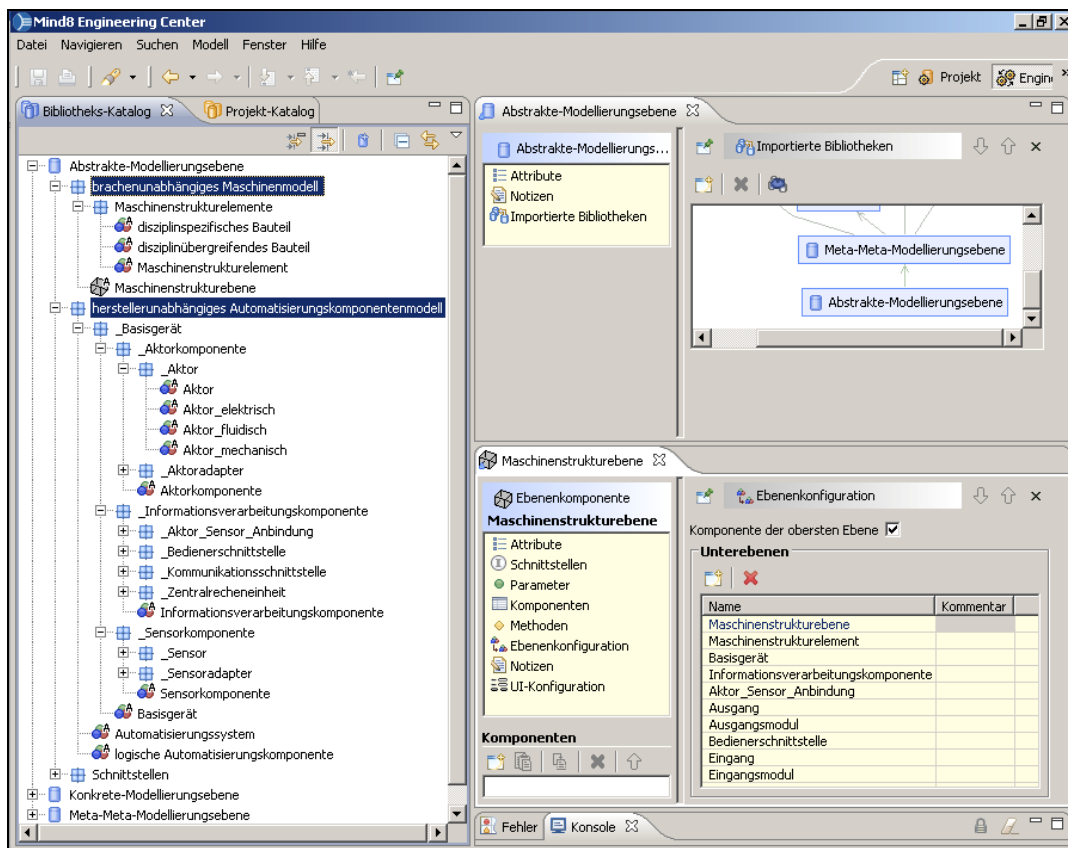 Mind8 Engineering Center
Datei Navigieren Suchen Modell Fenster Hilfe
Projekt Engin
Bibliotheks-Katalog Projekt-Katalog
Abstrakte-Modellierungsebene
brachenunabhängiges Maschinenmodell
Maschinenstrukturelemente
disziplinspezifisches Bauteil
disziplinübergreifendes Bauteil
Maschinenstrukturelement
Maschinenstrukturebene
herstellerunabhängiges Automatisierungskomponentenmodell
_Basisgerät
_Aktorkomponente
_Aktor
Aktor
Aktor_elektrisch
Aktor_fluidisch
Aktor_mechanisch
_Aktoradapter
Aktorkomponente
_Informationsverarbeitungskomponente
_Aktor_Sensor_Anbindung
_Bedienerschnittstelle
_Kommunikationsschnittstelle
_Zentralrecheneinheit
Informationsverarbeitungskomponente
_Sensorkomponente
_Sensor
_Sensoradapter
Sensorkomponente
Basisgerät
Automatisierungssystem
logische Automatisierungskomponente
Schnittstellen
Konkrete-Modellierungsebene
Meta-Meta-Modellierungsebene
Abstrakte-Modellierungsebene
Abstrakte-Modellierungs...
Attribute
Notizen
Importierte Bibliotheken
Importierte Bibliotheken
Meta-Meta-Modellierungsebene
Abstrakte-Modellierungsebene
Maschinenstrukturebene
Ebenenkomponente
Maschinenstrukturebene
Attribute
Schnittstellen
Parameter
Komponenten
Methoden
Ebenenkonfiguration
Notizen
UI-Konfiguration
Komponenten
Ebenenkonfiguration
Komponente der obersten Ebene
Unterebenen
Name Kommentar
Maschinenstrukturebene
Maschinenstrukturelement
Basisgerät
Informationsverarbeitungskomponente
Aktor_Sensor_Anbindung
Ausgang
Ausgangsmodul
Bedienerschnittstelle
Eingang
Eingangsmodul
Fehler Konsole